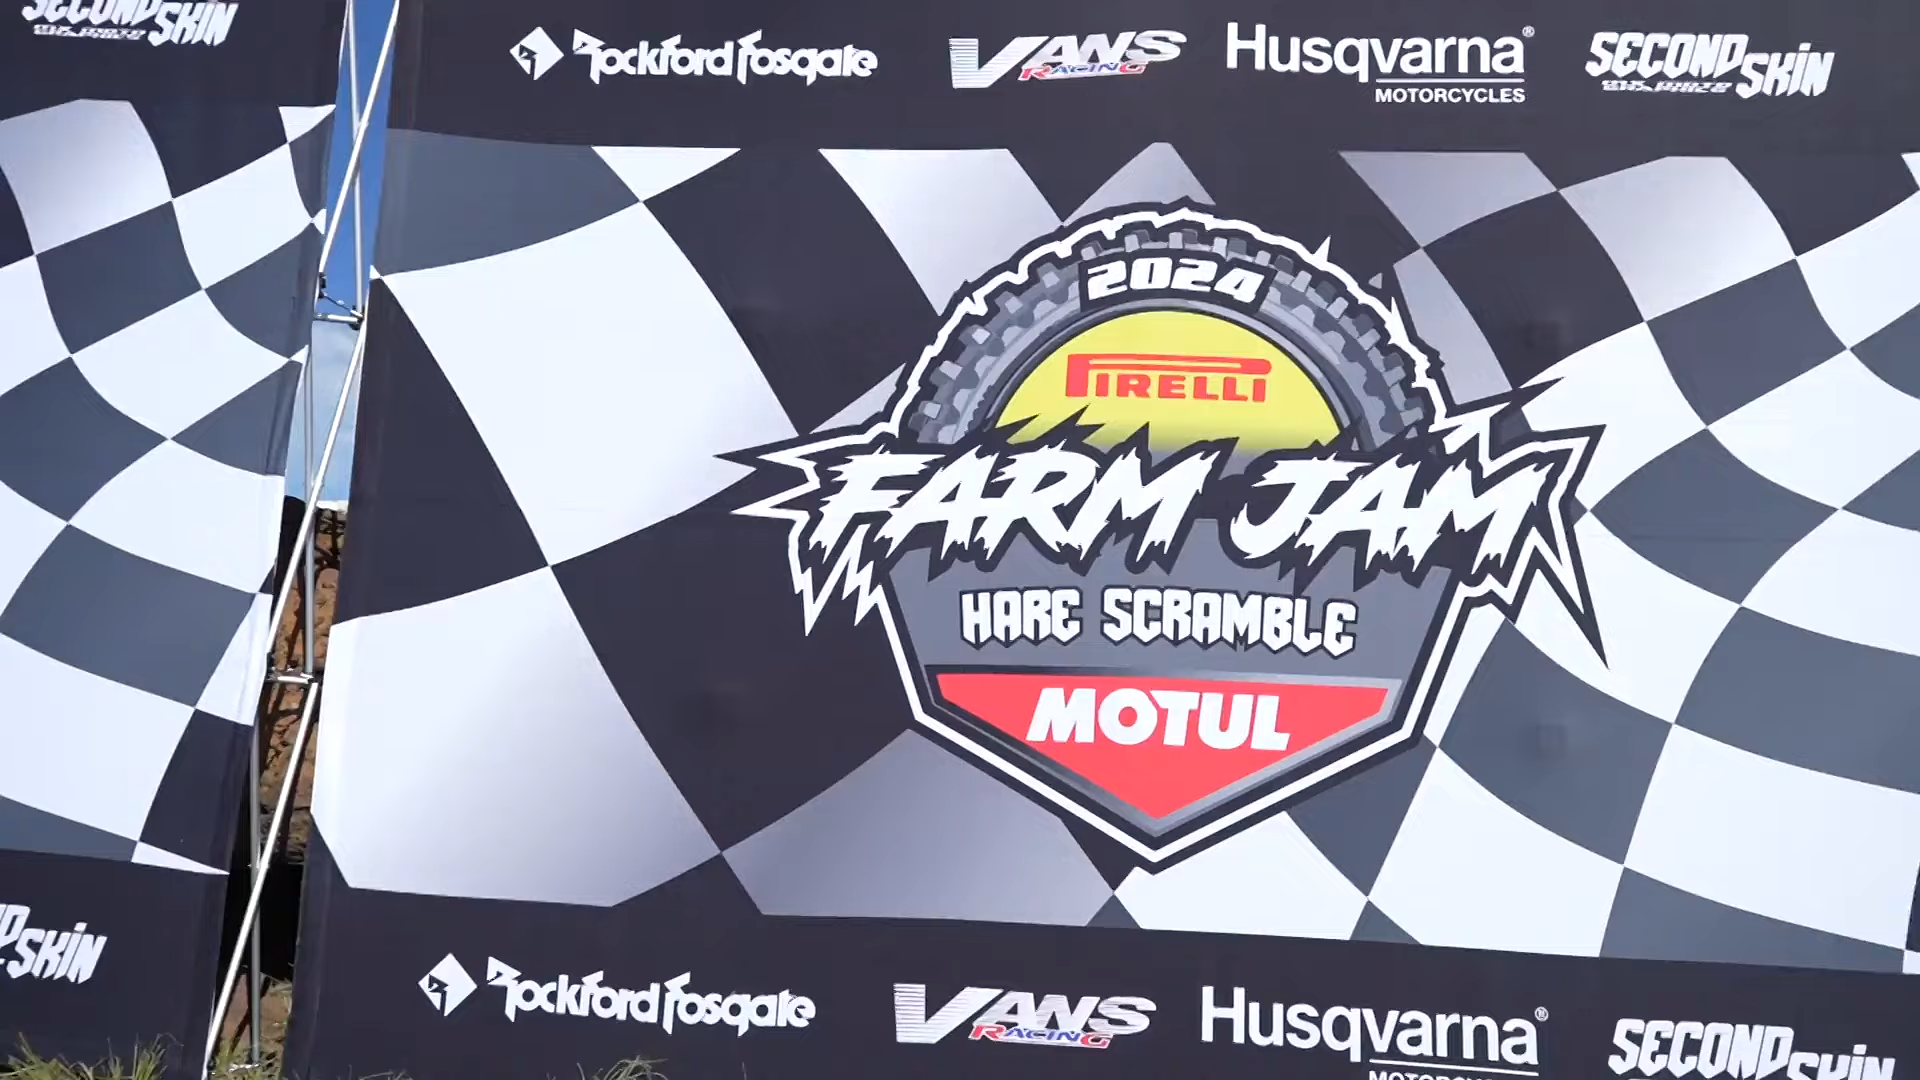 SECONDSKIN
Rockford Fosgate
VANS
RACING
Husqvarna®
MOTORCYCLES
SECONDSKIN
2024
PIRELLI
FARM JAM
HARE SCRAMBLE
MOTUL
SKIN
Rockford Fosgate
VANS
RACING
Husqvarna®
SECONDSKIN